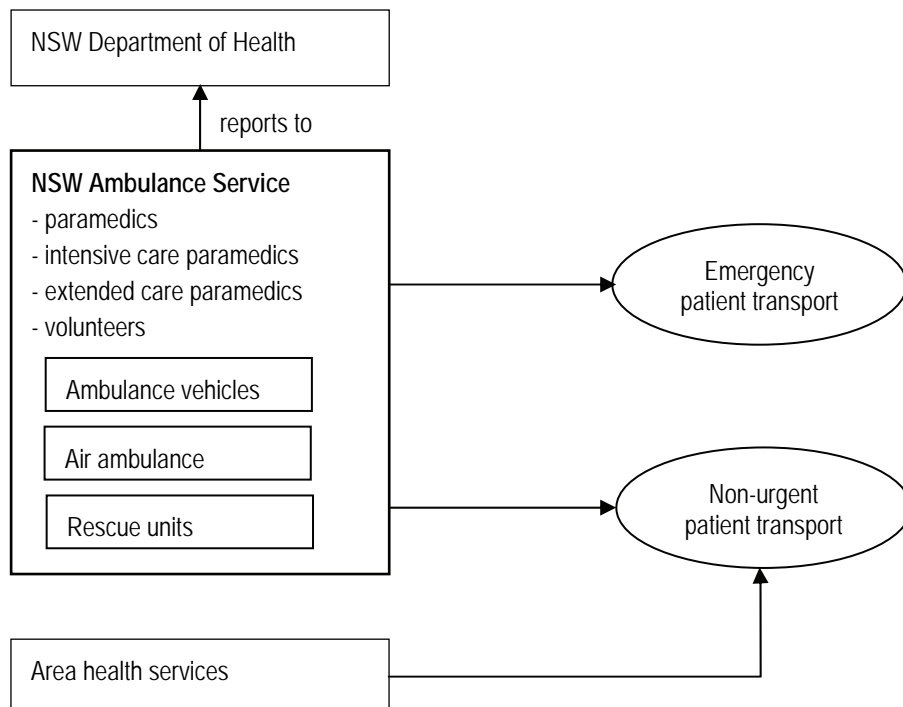 NSW Department of Health
reports to
NSW Ambulance Service
- paramedics
- intensive care paramedics
- extended care paramedics
- volunteers
Ambulance vehicles
Air ambulance
Rescue units
Emergency
patient transport
Non-urgent
patient transport
Area health services